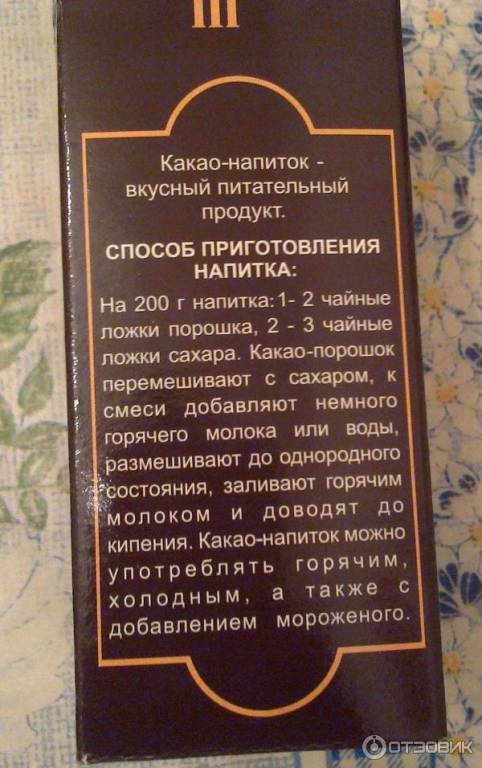 Какао-напиток -
вкусный питательный
продукт.
СПОСОБ ПРИГОТОВЛЕНИЯ
НАПИТКА:
На 200 г напитка:1- 2 чайные
ложки порошка, 2 - 3 чайные
ложки сахара. Какао-порошок
перемешивают с сахаром, к
смеси добавляют немного
горячего молока или воды,
размешивают до однородного
состояния, заливают горячим
молоком и доводят до
кипения. Какао-напиток можно
употреблять горячим,
холодным, а также с
добавлением мороженого.
ОТЗОВИК